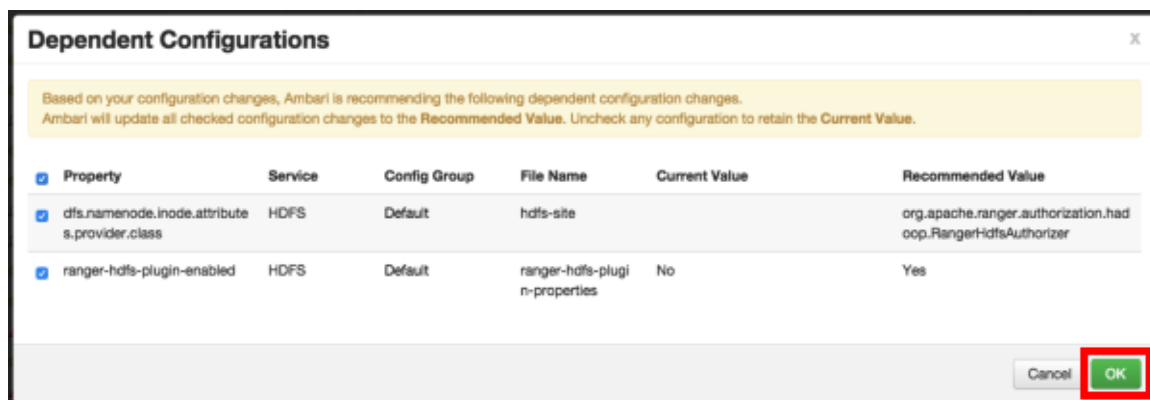 Dependent Configurations
x
Based on your configuration changes, Ambari is recommending the following dependent configuration changes.
Ambari will update all checked configuration changes to the Recommended Value. Uncheck any configuration to retain the Current Value.
Property Service Config Group File Name Current Value Recommended Value
dfs.namenode.inode.attribute HDFS Default hdfs-site org.apache.ranger.authorization.had
s.provider.class oop.RangerHdfsAuthorizer
ranger-hdfs-plugin-enabled HDFS Default ranger-hdfs-plugi No Yes
n-properties
Cancel OK